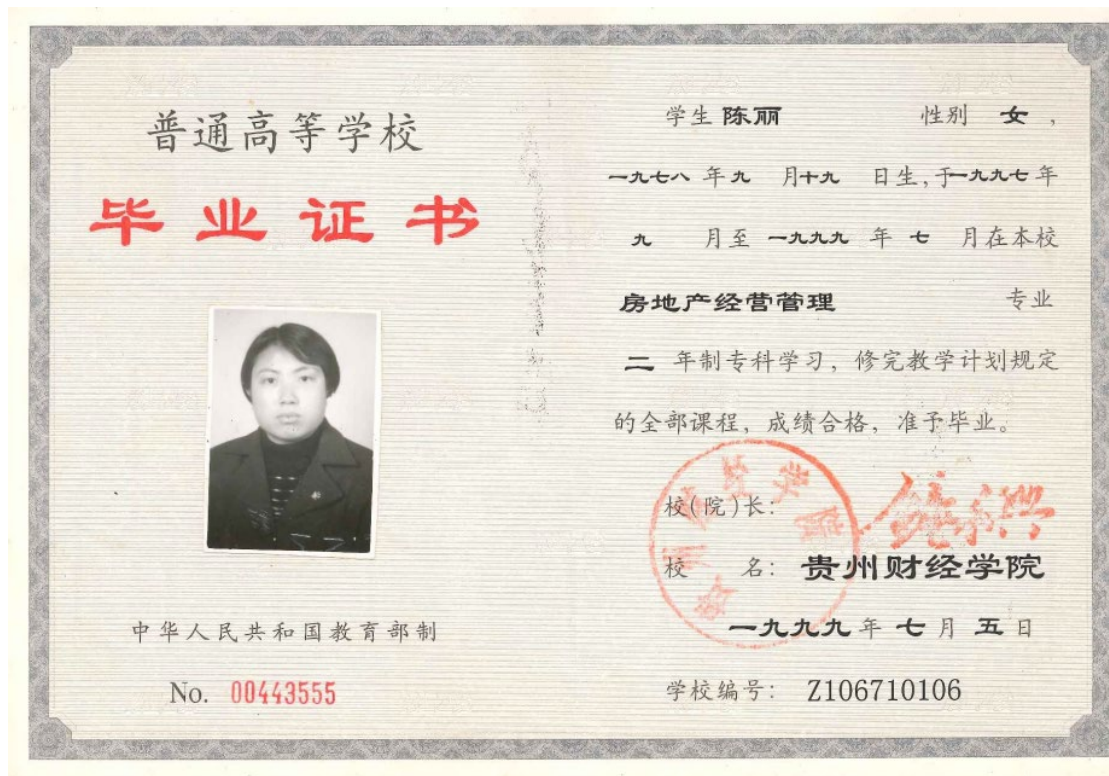 普通高等学校
毕业证书
中华人民共和国教育部制
No. 00443555
学生 陈丽 性别 女，
一九七八 年 九 月 十九 日生，于 一九九七 年
九 月至 一九九九 年 七 月在本校
房地产经营管理 专业
二 年制专科学习，修完教学计划规定
的全部课程，成绩合格，准予毕业。
校(院)长：
校 名：贵州财经学院
一九九九 年 七 月 五 日
学校编号： Z106710106
贵州财经学院